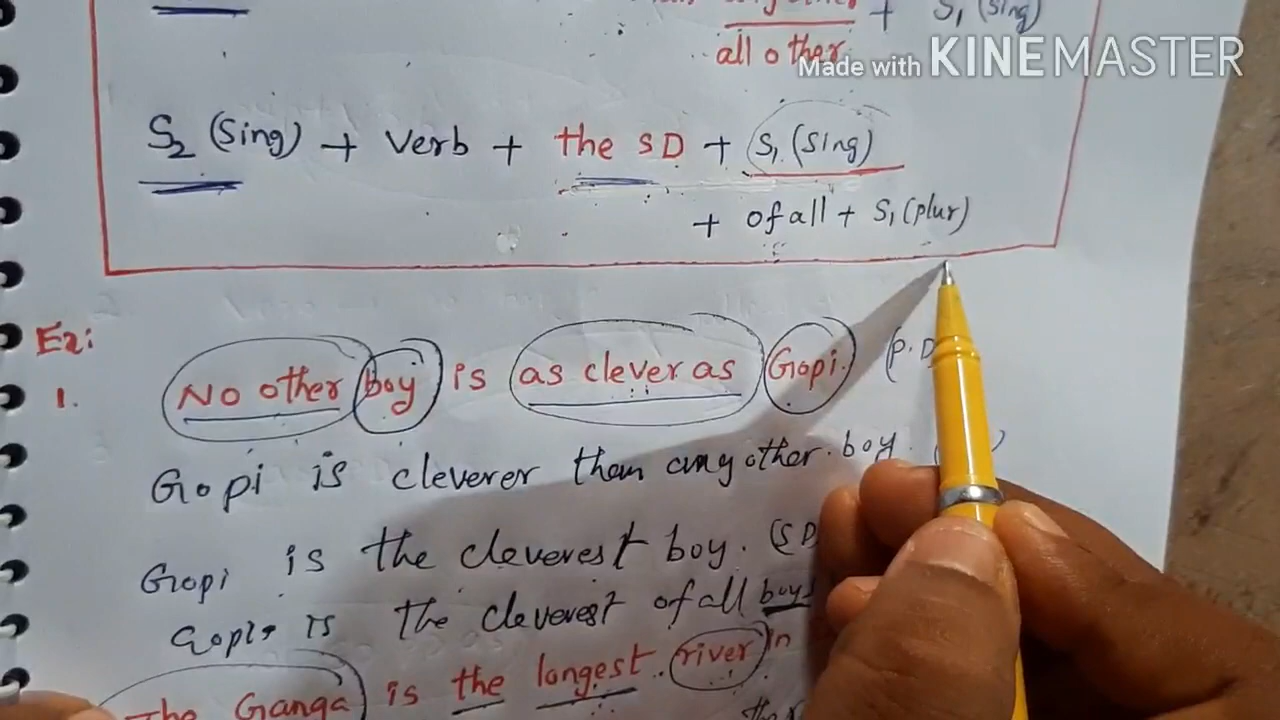 + S₁ (sing)
all other
Made with KINEMASTER
S₂ (Sing) + Verb + the SD + S₁ (Sing)
+ of all + S₁ (plur)
Ex:
1. No other boy is as clever as Gopi. (P.D
Gopi is cleverer than any other boy.
Gopi is the cleverest boy. (SD
Gopi is the cleverest of all boys
The Ganga is the longest river in